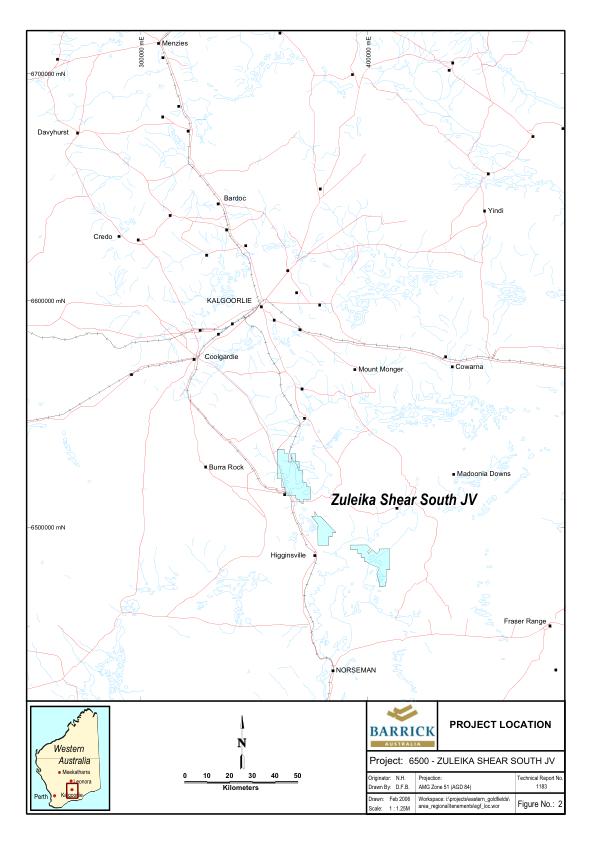 300000 mE
400000 mE
Menzies
6700000 mN
Davyhurst
Bardoc
Yindi
Credo
6600000 mN
KALGOORLIE
Coolgardie
Mount Monger
Cowarna
Burra Rock
Madoonia Downs
Zuleika Shear South JV
6500000 mN
Higginsville
Fraser Range
NORSEMAN
Western
Australia
Meekatharra
Leonora
Perth
N
0 10 20 30 40 50
Kilometers
BARRICK
AUSTRALIA
PROJECT LOCATION
Project: 6500 - ZULEIKA SHEAR SOUTH JV
Originator: N.H.
Drawn By: D.F.B.
Projection:
AMG Zone 51 (AGD 84)
Technical Report No.
1183
Drawn: Feb 2006
Scale: 1 : 1.25M
Workspace: t:\projects\eastern_goldfields\
area_regional\tenements\egf_loc.wor
Figure No.: 2